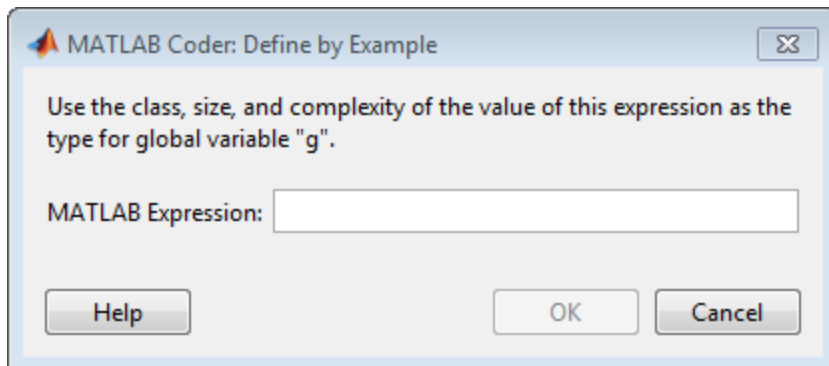 MATLAB Coder: Define by Example
Use the class, size, and complexity of the value of this expression as the
type for global variable "g".
MATLAB Expression:
Help OK Cancel